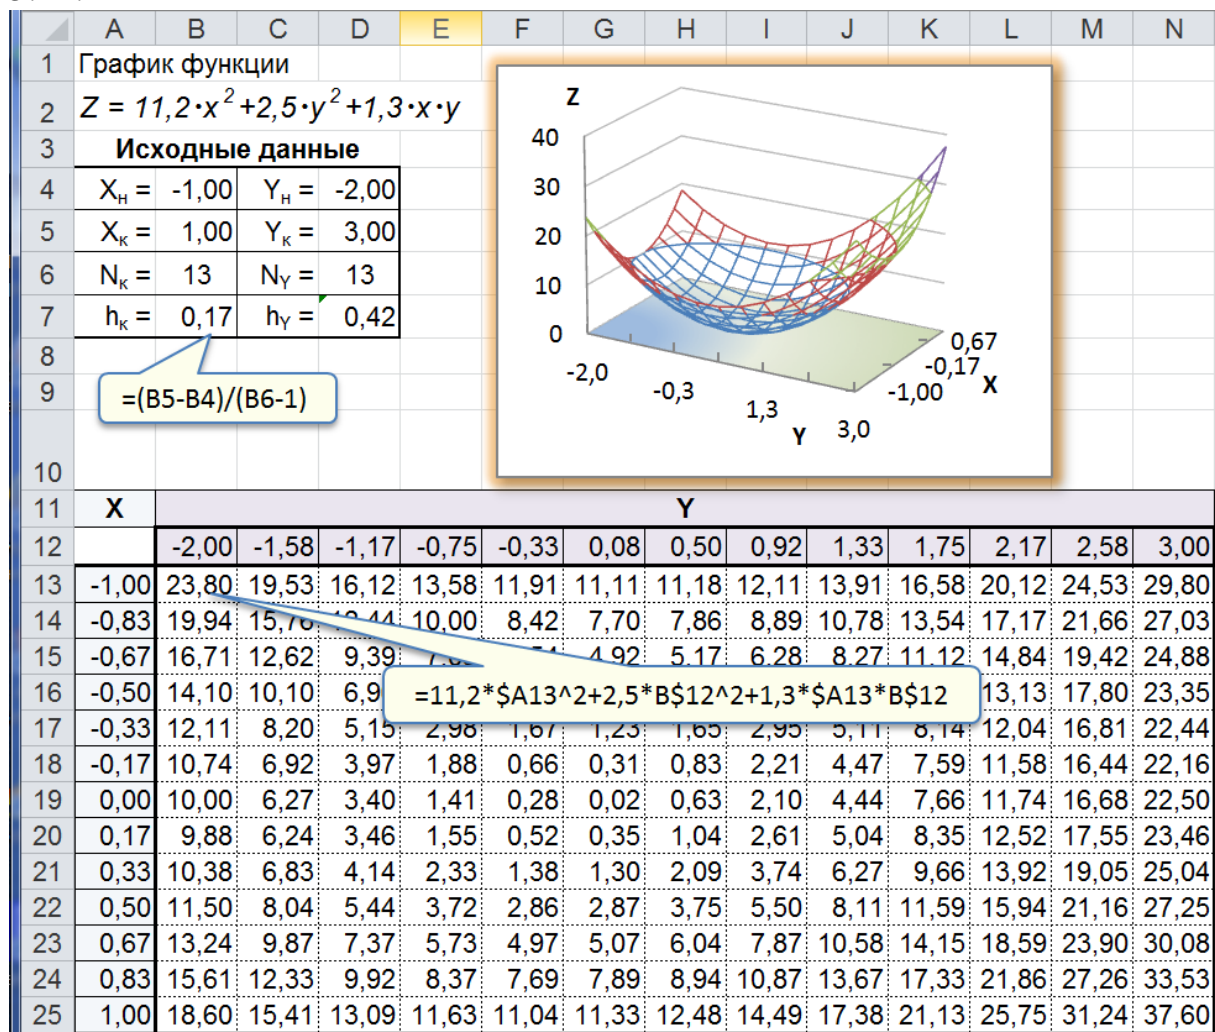 A B C D E F G H I J K L M N
1 График функции
2 Z = 11,2·x² +2,5·y² +1,3·x·y
3 Исходные данные
4 Xн = -1,00 Yн = -2,00
5 Xк = 1,00 Yк = 3,00
6 Nк = 13 NY = 13
7 hк = 0,17 hY = 0,42
8
9 =(B5-B4)/(B6-1)
10
Z
40
30
20
10
0
-2,0 -0,3 1,3 3,0
Y
-1,00 -0,17 0,67
X
11 X Y
12 -2,00 -1,58 -1,17 -0,75 -0,33 0,08 0,50 0,92 1,33 1,75 2,17 2,58 3,00
13 -1,00 23,80 19,53 16,12 13,58 11,91 11,11 11,18 12,11 13,91 16,58 20,12 24,53 29,80
14 -0,83 19,94 15,76 10,00 8,42 7,70 7,86 8,89 10,78 13,54 17,17 21,66 27,03
15 -0,67 16,71 12,62 9,39 4,92 5,17 6,28 8,27 11,12 14,84 19,42 24,88
16 -0,50 14,10 10,10 6,9 =11,2*$A13^2+2,5*B$12^2+1,3*$A13*B$12 13,13 17,80 23,35
17 -0,33 12,11 8,20 5,15 2,98 1,67 1,23 1,65 2,95 5,11 8,14 12,04 16,81 22,44
18 -0,17 10,74 6,92 3,97 1,88 0,66 0,31 0,83 2,21 4,47 7,59 11,58 16,44 22,16
19 0,00 10,00 6,27 3,40 1,41 0,28 0,02 0,63 2,10 4,44 7,66 11,74 16,68 22,50
20 0,17 9,88 6,24 3,46 1,55 0,52 0,35 1,04 2,61 5,04 8,35 12,52 17,55 23,46
21 0,33 10,38 6,83 4,14 2,33 1,38 1,30 2,09 3,74 6,27 9,66 13,92 19,05 25,04
22 0,50 11,50 8,04 5,44 3,72 2,86 2,87 3,75 5,50 8,11 11,59 15,94 21,16 27,25
23 0,67 13,24 9,87 7,37 5,73 4,97 5,07 6,04 7,87 10,58 14,15 18,59 23,90 30,08
24 0,83 15,61 12,33 9,92 8,37 7,69 7,89 8,94 10,87 13,67 17,33 21,86 27,26 33,53
25 1,00 18,60 15,41 13,09 11,63 11,04 11,33 12,48 14,49 17,38 21,13 25,75 31,24 37,60